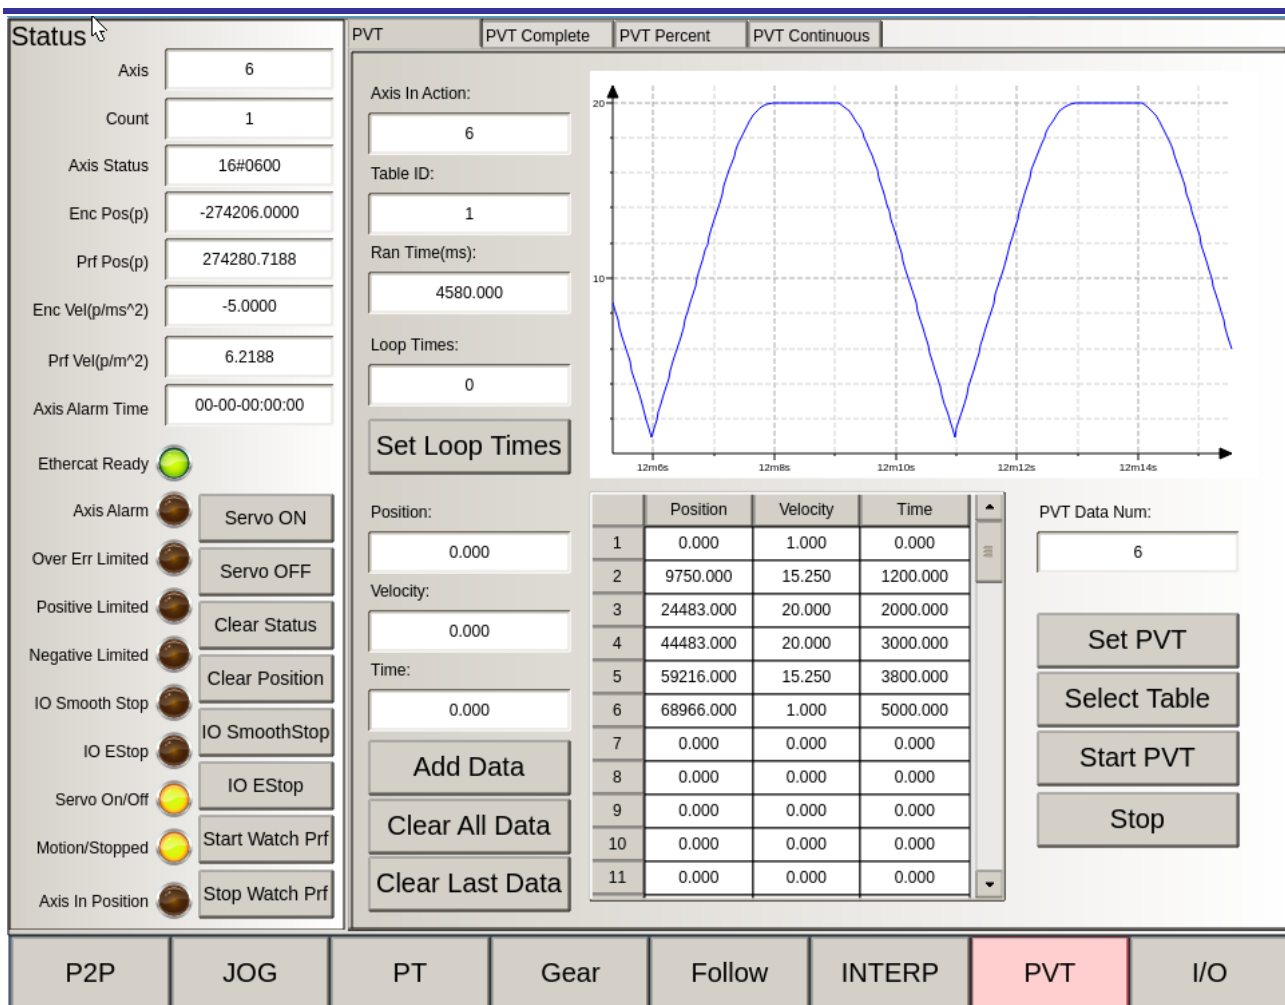 Status
Axis 6
Count 1
Axis Status 16#0600
Enc Pos(p) -274206.0000
Prf Pos(p) 274280.7188
Enc Vel(p/ms^2) -5.0000
Prf Vel(p/m^2) 6.2188
Axis Alarm Time 00-00-00:00:00
Ethercat Ready
Axis Alarm
Over Err Limited
Positive Limited
Negative Limited
IO Smooth Stop
IO EStop
Servo On/Off
Motion/Stopped
Axis In Position
Servo ON
Servo OFF
Clear Status
Clear Position
IO SmoothStop
IO EStop
Start Watch Prf
Stop Watch Prf
PVT PVT Complete PVT Percent PVT Continuous
Axis In Action:
6
Table ID:
1
Ran Time(ms):
4580.000
Loop Times:
0
Set Loop Times
Position:
0.000
Velocity:
0.000
Time:
0.000
Add Data
Clear All Data
Clear Last Data
20
10
12m6s 12m8s 12m10s 12m12s 12m14s
Position Velocity Time
1 0.000 1.000 0.000
2 9750.000 15.250 1200.000
3 24483.000 20.000 2000.000
4 44483.000 20.000 3000.000
5 59216.000 15.250 3800.000
6 68966.000 1.000 5000.000
7 0.000 0.000 0.000
8 0.000 0.000 0.000
9 0.000 0.000 0.000
10 0.000 0.000 0.000
11 0.000 0.000 0.000
PVT Data Num:
6
Set PVT
Select Table
Start PVT
Stop
P2P JOG PT Gear Follow INTERP PVT I/O